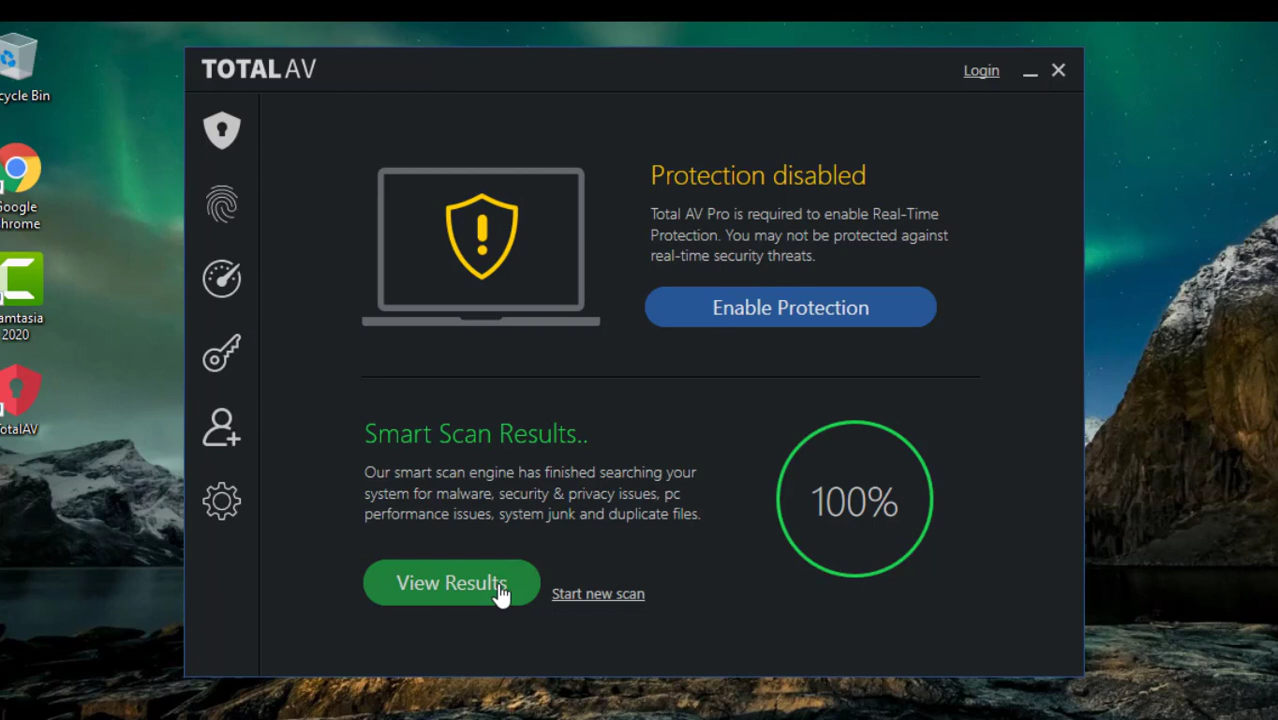 TOTALAV
Login
cycle Bin
Google
hrome
amtasia
2020
TotalAV
Protection disabled
Total AV Pro is required to enable Real-Time
Protection. You may not be protected against
real-time security threats.
Enable Protection
Smart Scan Results..
Our smart scan engine has finished searching your
system for malware, security & privacy issues, pc
performance issues, system junk and duplicate files.
100%
View Results
Start new scan